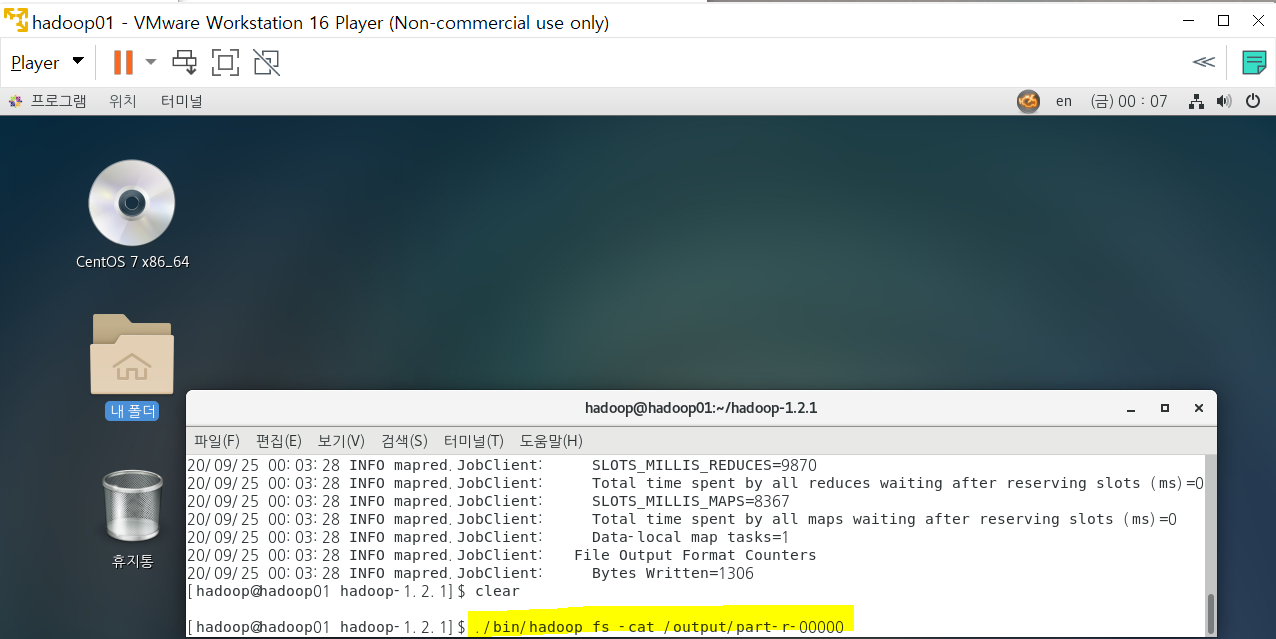 hadoop01 - VMware Workstation 16 Player (Non-commercial use only)
Player
프로그램 위치 터미널 en (금) 00 : 07
CentOS 7 x86_64
내 폴더
휴지통
hadoop@hadoop01:~/hadoop-1.2.1
파일(F) 편집(E) 보기(V) 검색(S) 터미널(T) 도움말(H)
20/09/25 00:03:28 INFO mapred.JobClient:     SLOTS_MILLIS_REDUCES=9870
20/09/25 00:03:28 INFO mapred.JobClient:     Total time spent by all reduces waiting after reserving slots (ms)=0
20/09/25 00:03:28 INFO mapred.JobClient:     SLOTS_MILLIS_MAPS=8367
20/09/25 00:03:28 INFO mapred.JobClient:     Total time spent by all maps waiting after reserving slots (ms)=0
20/09/25 00:03:28 INFO mapred.JobClient:     Data-local map tasks=1
20/09/25 00:03:28 INFO mapred.JobClient:   File Output Format Counters
20/09/25 00:03:28 INFO mapred.JobClient:     Bytes Written=1306
[hadoop@hadoop01 hadoop-1.2.1]$ clear
[hadoop@hadoop01 hadoop-1.2.1]$ ./bin/hadoop fs -cat /output/part-r-00000